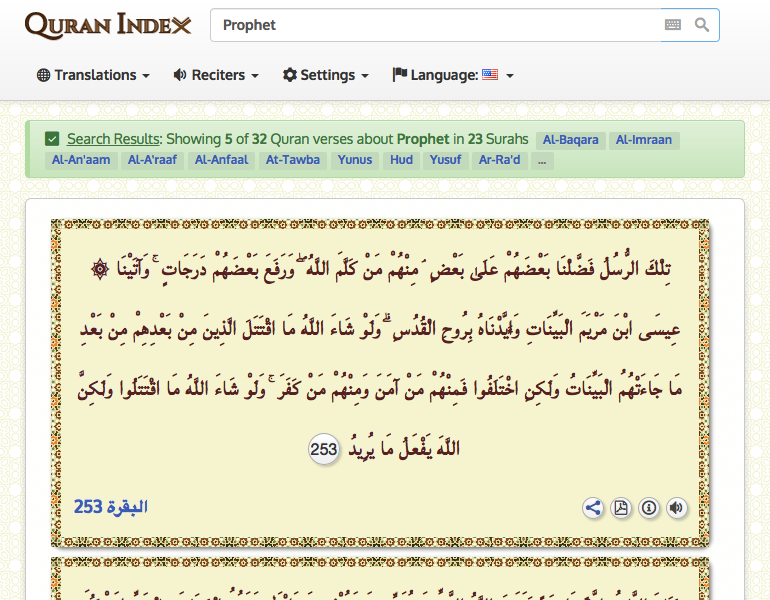 QURAN INDEX
Prophet
Translations Reciters Settings Language:
Search Results: Showing 5 of 32 Quran verses about Prophet in 23 Surahs Al-Baqara Al-Imraan
Al-An'aam Al-A'raaf Al-Anfaal At-Tawba Yunus Hud Yusuf Ar-Ra'd ...
۞ تِلْكَ الرُّسُلُ فَضَّلْنَا بَعْضَهُمْ عَلَىٰ بَعْضٍ ۘ مِنْهُمْ مَنْ كَلَّمَ اللَّهُ ۖ وَرَفَعَ بَعْضَهُمْ دَرَجَاتٍ ۚ وَآتَيْنَا
عِيسَى ابْنَ مَرْيَمَ الْبَيِّنَاتِ وَأَيَّدْنَاهُ بِرُوحِ الْقُدُسِ ۗ وَلَوْ شَاءَ اللَّهُ مَا اقْتَتَلَ الَّذِينَ مِنْ بَعْدِهِمْ مِنْ بَعْدِ
مَا جَاءَتْهُمُ الْبَيِّنَاتُ وَلَٰكِنِ اخْتَلَفُوا فَمِنْهُمْ مَنْ آمَنَ وَمِنْهُمْ مَنْ كَفَرَ ۚ وَلَوْ شَاءَ اللَّهُ مَا اقْتَتَلُوا وَلَٰكِنَّ
اللَّهَ يَفْعَلُ مَا يُرِيدُ 253
البقرة 253